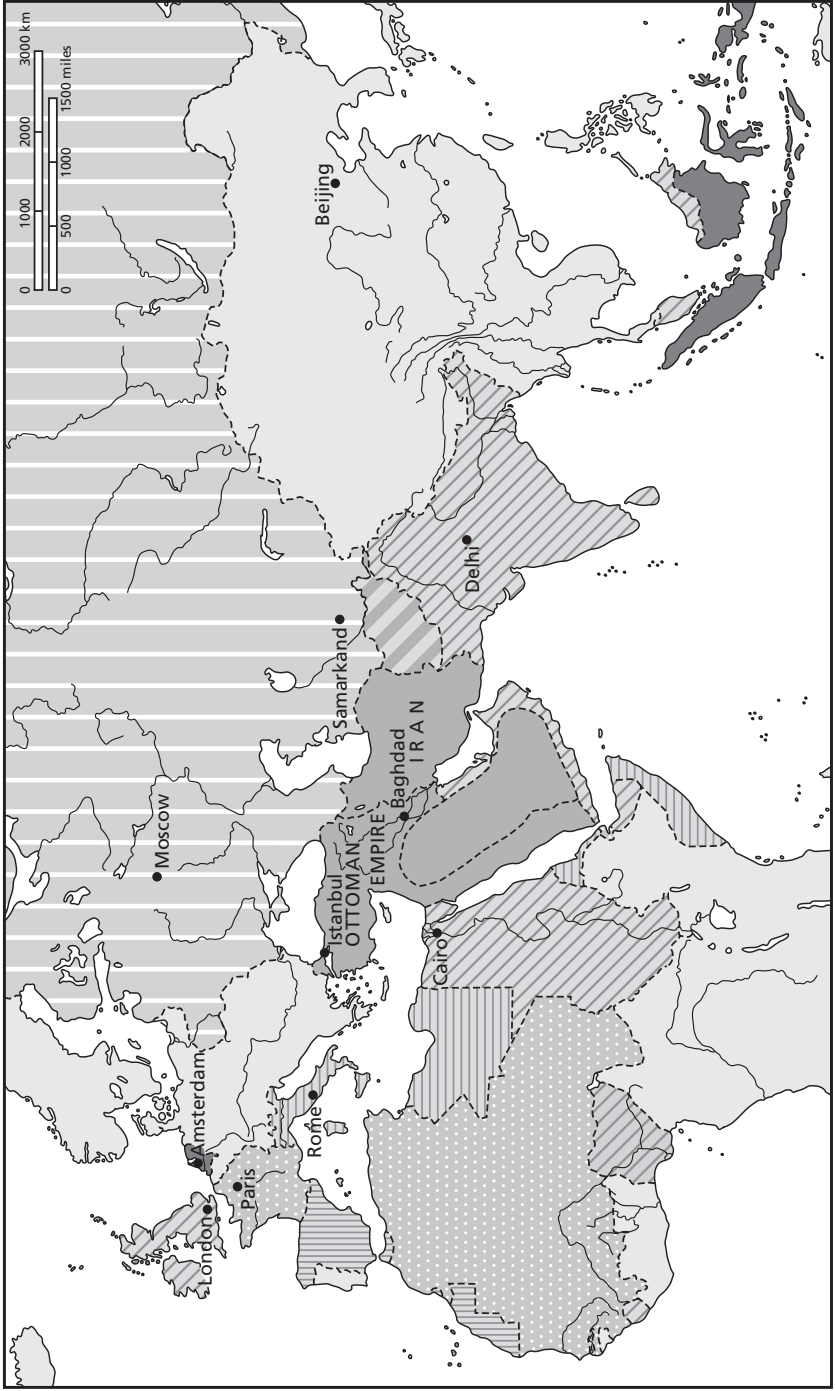 0 1000 2000 3000 km
0 500 1000 1500 miles
Moscow
Amsterdam
London
Paris
Rome
Istanbul
OTTOMAN
EMPIRE
Samarkand
Baghdad
IRAN
Cairo
Delhi
Beijing